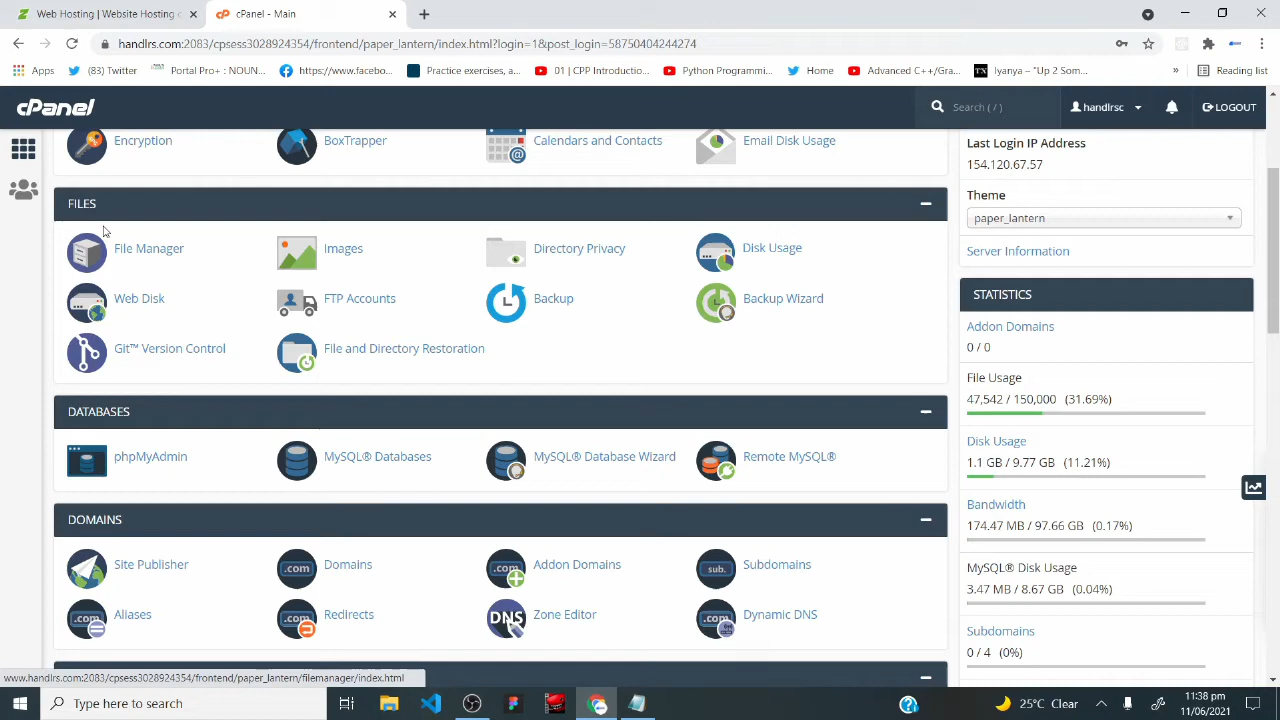 Web Hosting | Website Hosting
cPanel - Main
handlrs.com:2083/cpsess3028924354/frontend/paper_lantern/index.html?login=1&post_login=58750404244274
Apps
03) Twitter
Portal Pro+ : NOUN...
https://www.facebo...
Practice exercises, a...
01 | CPP Introductio...
Python Programmi...
Home
Advanced C++/Gra...
Iyanya – "Up 2 Som...
»
Reading list
cPanel
Search ( / )
handlrsc
LOGOUT
Encryption
BoxTrapper
Calendars and Contacts
Email Disk Usage
FILES
File Manager
Images
Directory Privacy
Disk Usage
Web Disk
FTP Accounts
Backup
Backup Wizard
Git™ Version Control
File and Directory Restoration
DATABASES
phpMyAdmin
MySQL® Databases
MySQL® Database Wizard
Remote MySQL®
DOMAINS
Site Publisher
.com
Domains
.com
Addon Domains
sub.
Subdomains
.com
Aliases
.com
Redirects
DNS
Zone Editor
.com
Dynamic DNS
Last Login IP Address
154.120.67.57
Theme
paper_lantern
Server Information
STATISTICS
Addon Domains
0 / 0
File Usage
47,542 / 150,000 (31.69%)
Disk Usage
1.1 GB / 9.77 GB (11.21%)
Bandwidth
174.47 MB / 97.66 GB (0.17%)
MySQL® Disk Usage
3.47 MB / 8.67 GB (0.04%)
Subdomains
0 / 4 (0%)
www.handlrs.com:2083/cpsess3028924354/frontend/paper_lantern/filemanager/index.html
Type here to search
25°C Clear
11:38 pm
11/06/2021